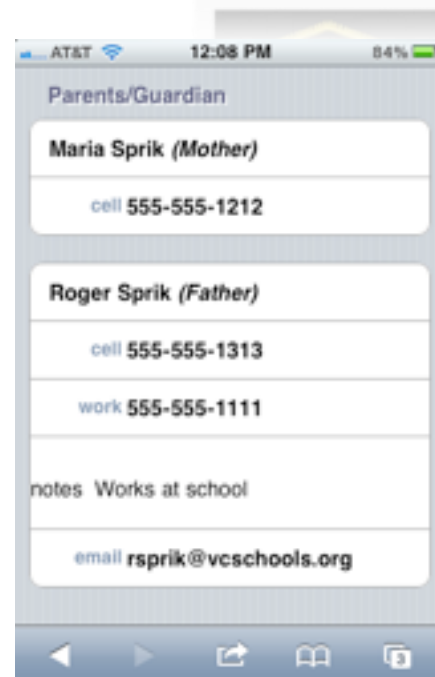 AT&T 12:08 PM 84%
Parents/Guardian
Maria Sprik (Mother)
cell 555-555-1212
Roger Sprik (Father)
cell 555-555-1313
work 555-555-1111
notes Works at school
email rsprik@vcschools.org
3